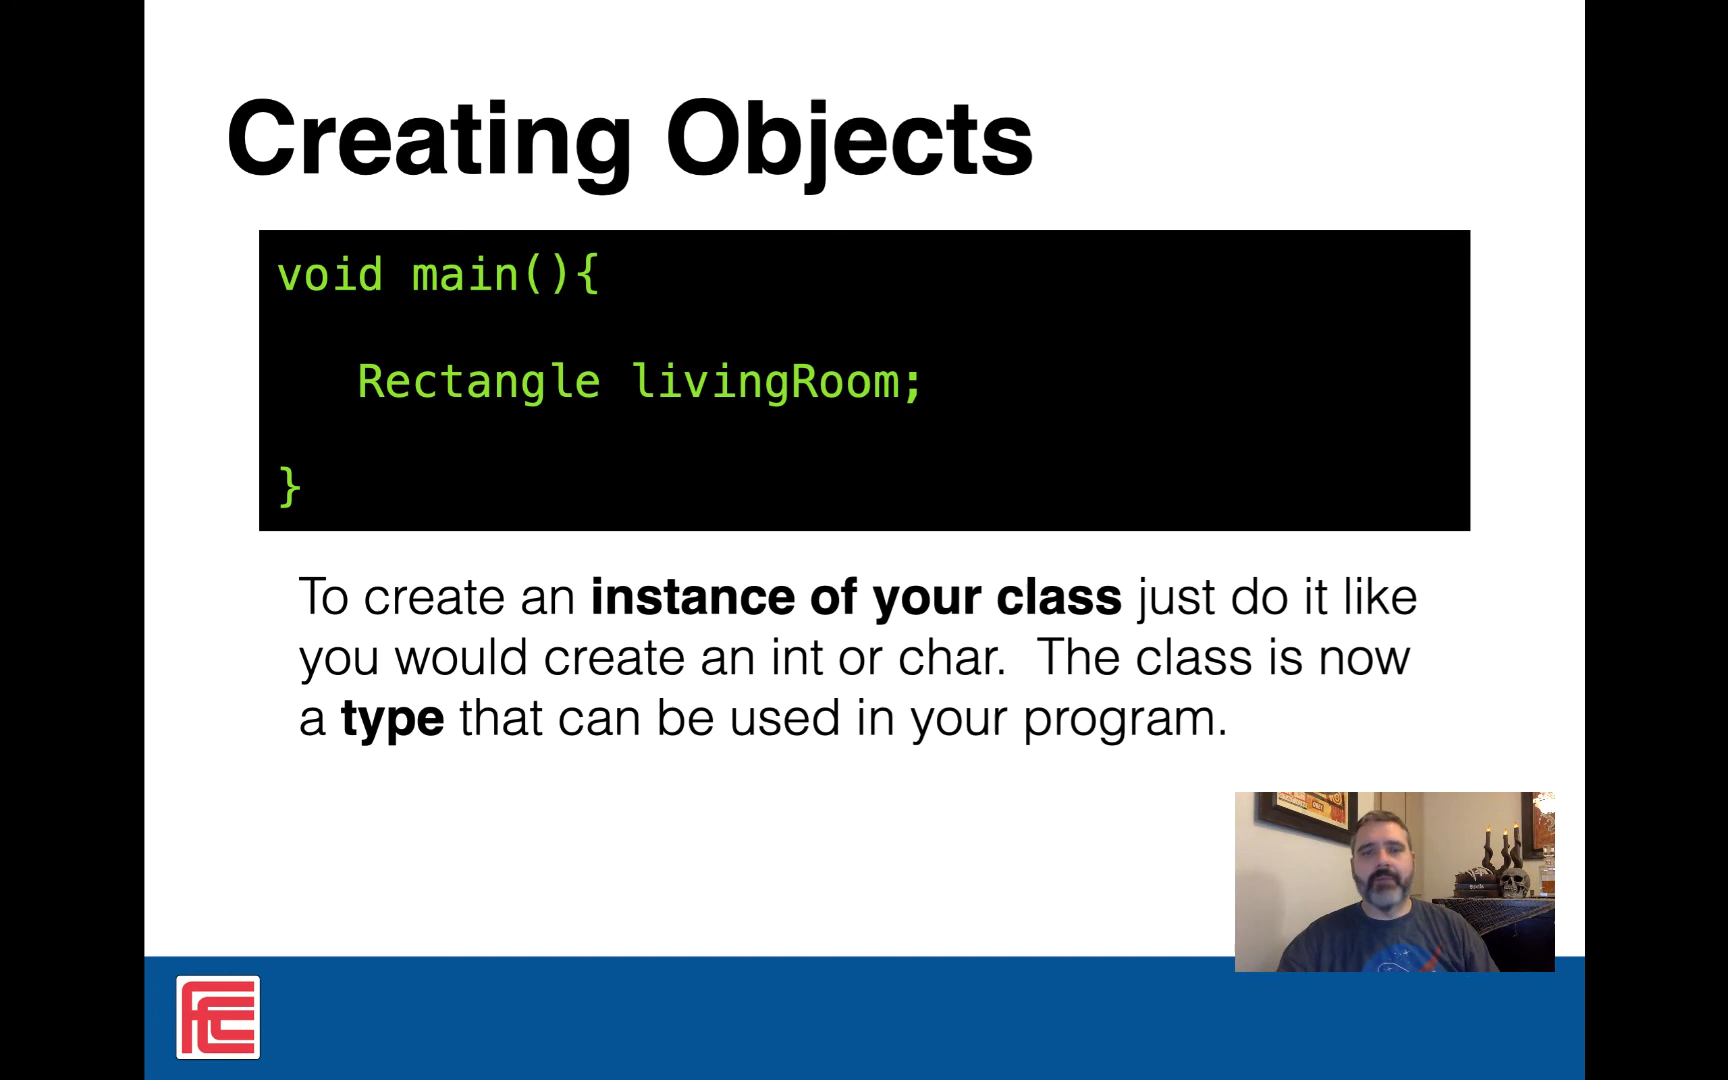 Creating Objects
void main(){
Rectangle livingRoom;
}
To create an instance of your class just do it like
you would create an int or char. The class is now
a type that can be used in your program.
FCC